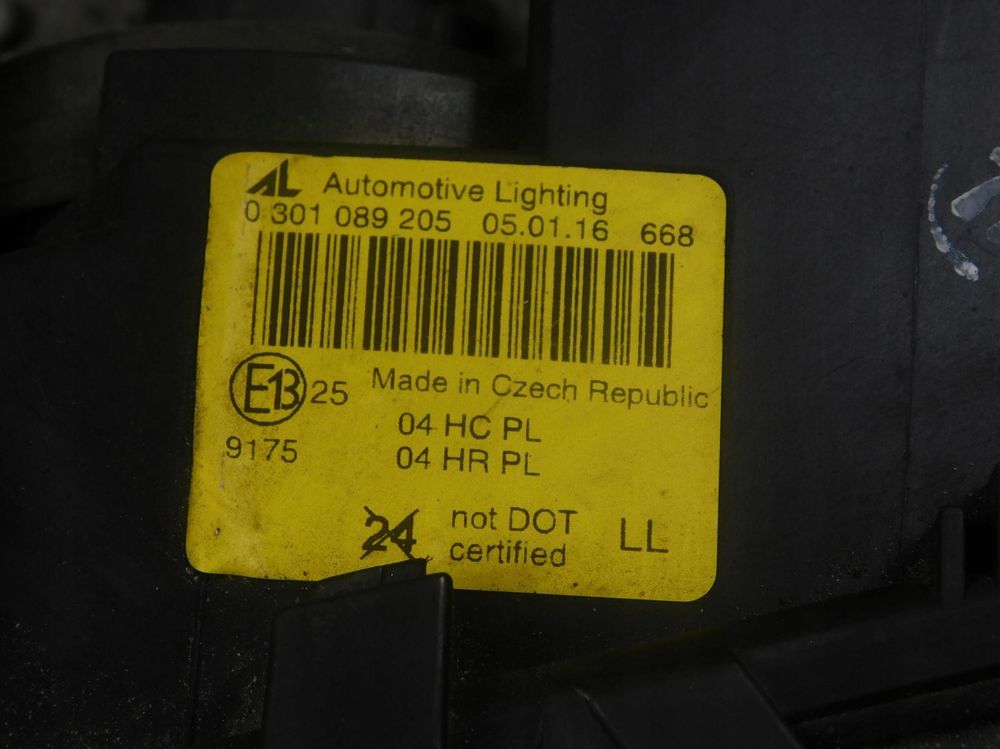 AL Automotive Lighting
0 301 089 205 05.01.16 668
E13 25 Made in Czech Republic
9175
04 HC PL
04 HR PL
24 not DOT certified LL